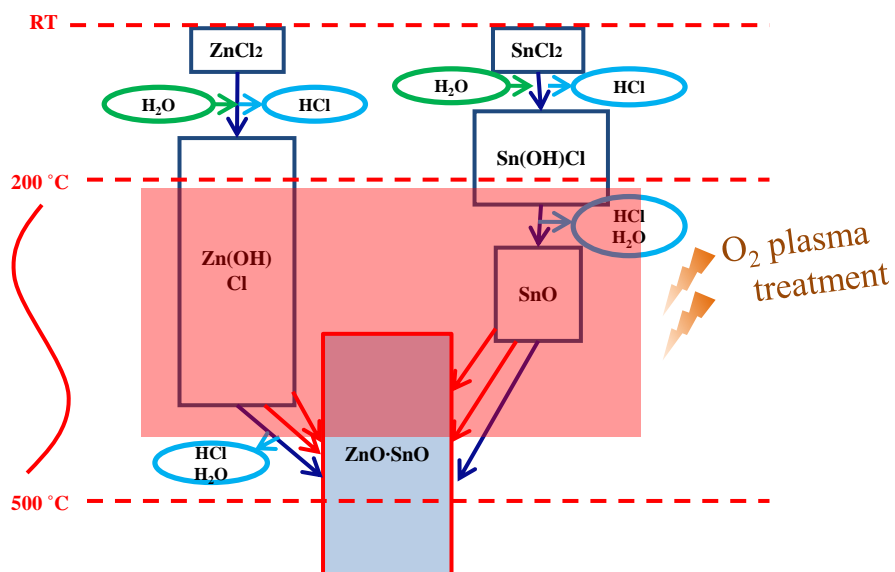 RT
ZnCl₂
SnCl₂
H₂O
HCl
H₂O
HCl
Sn(OH)Cl
200 °C
HCl
H₂O
Zn(OH)
Cl
SnO
O₂ plasma
treatment
HCl
H₂O
ZnO·SnO
500 °C